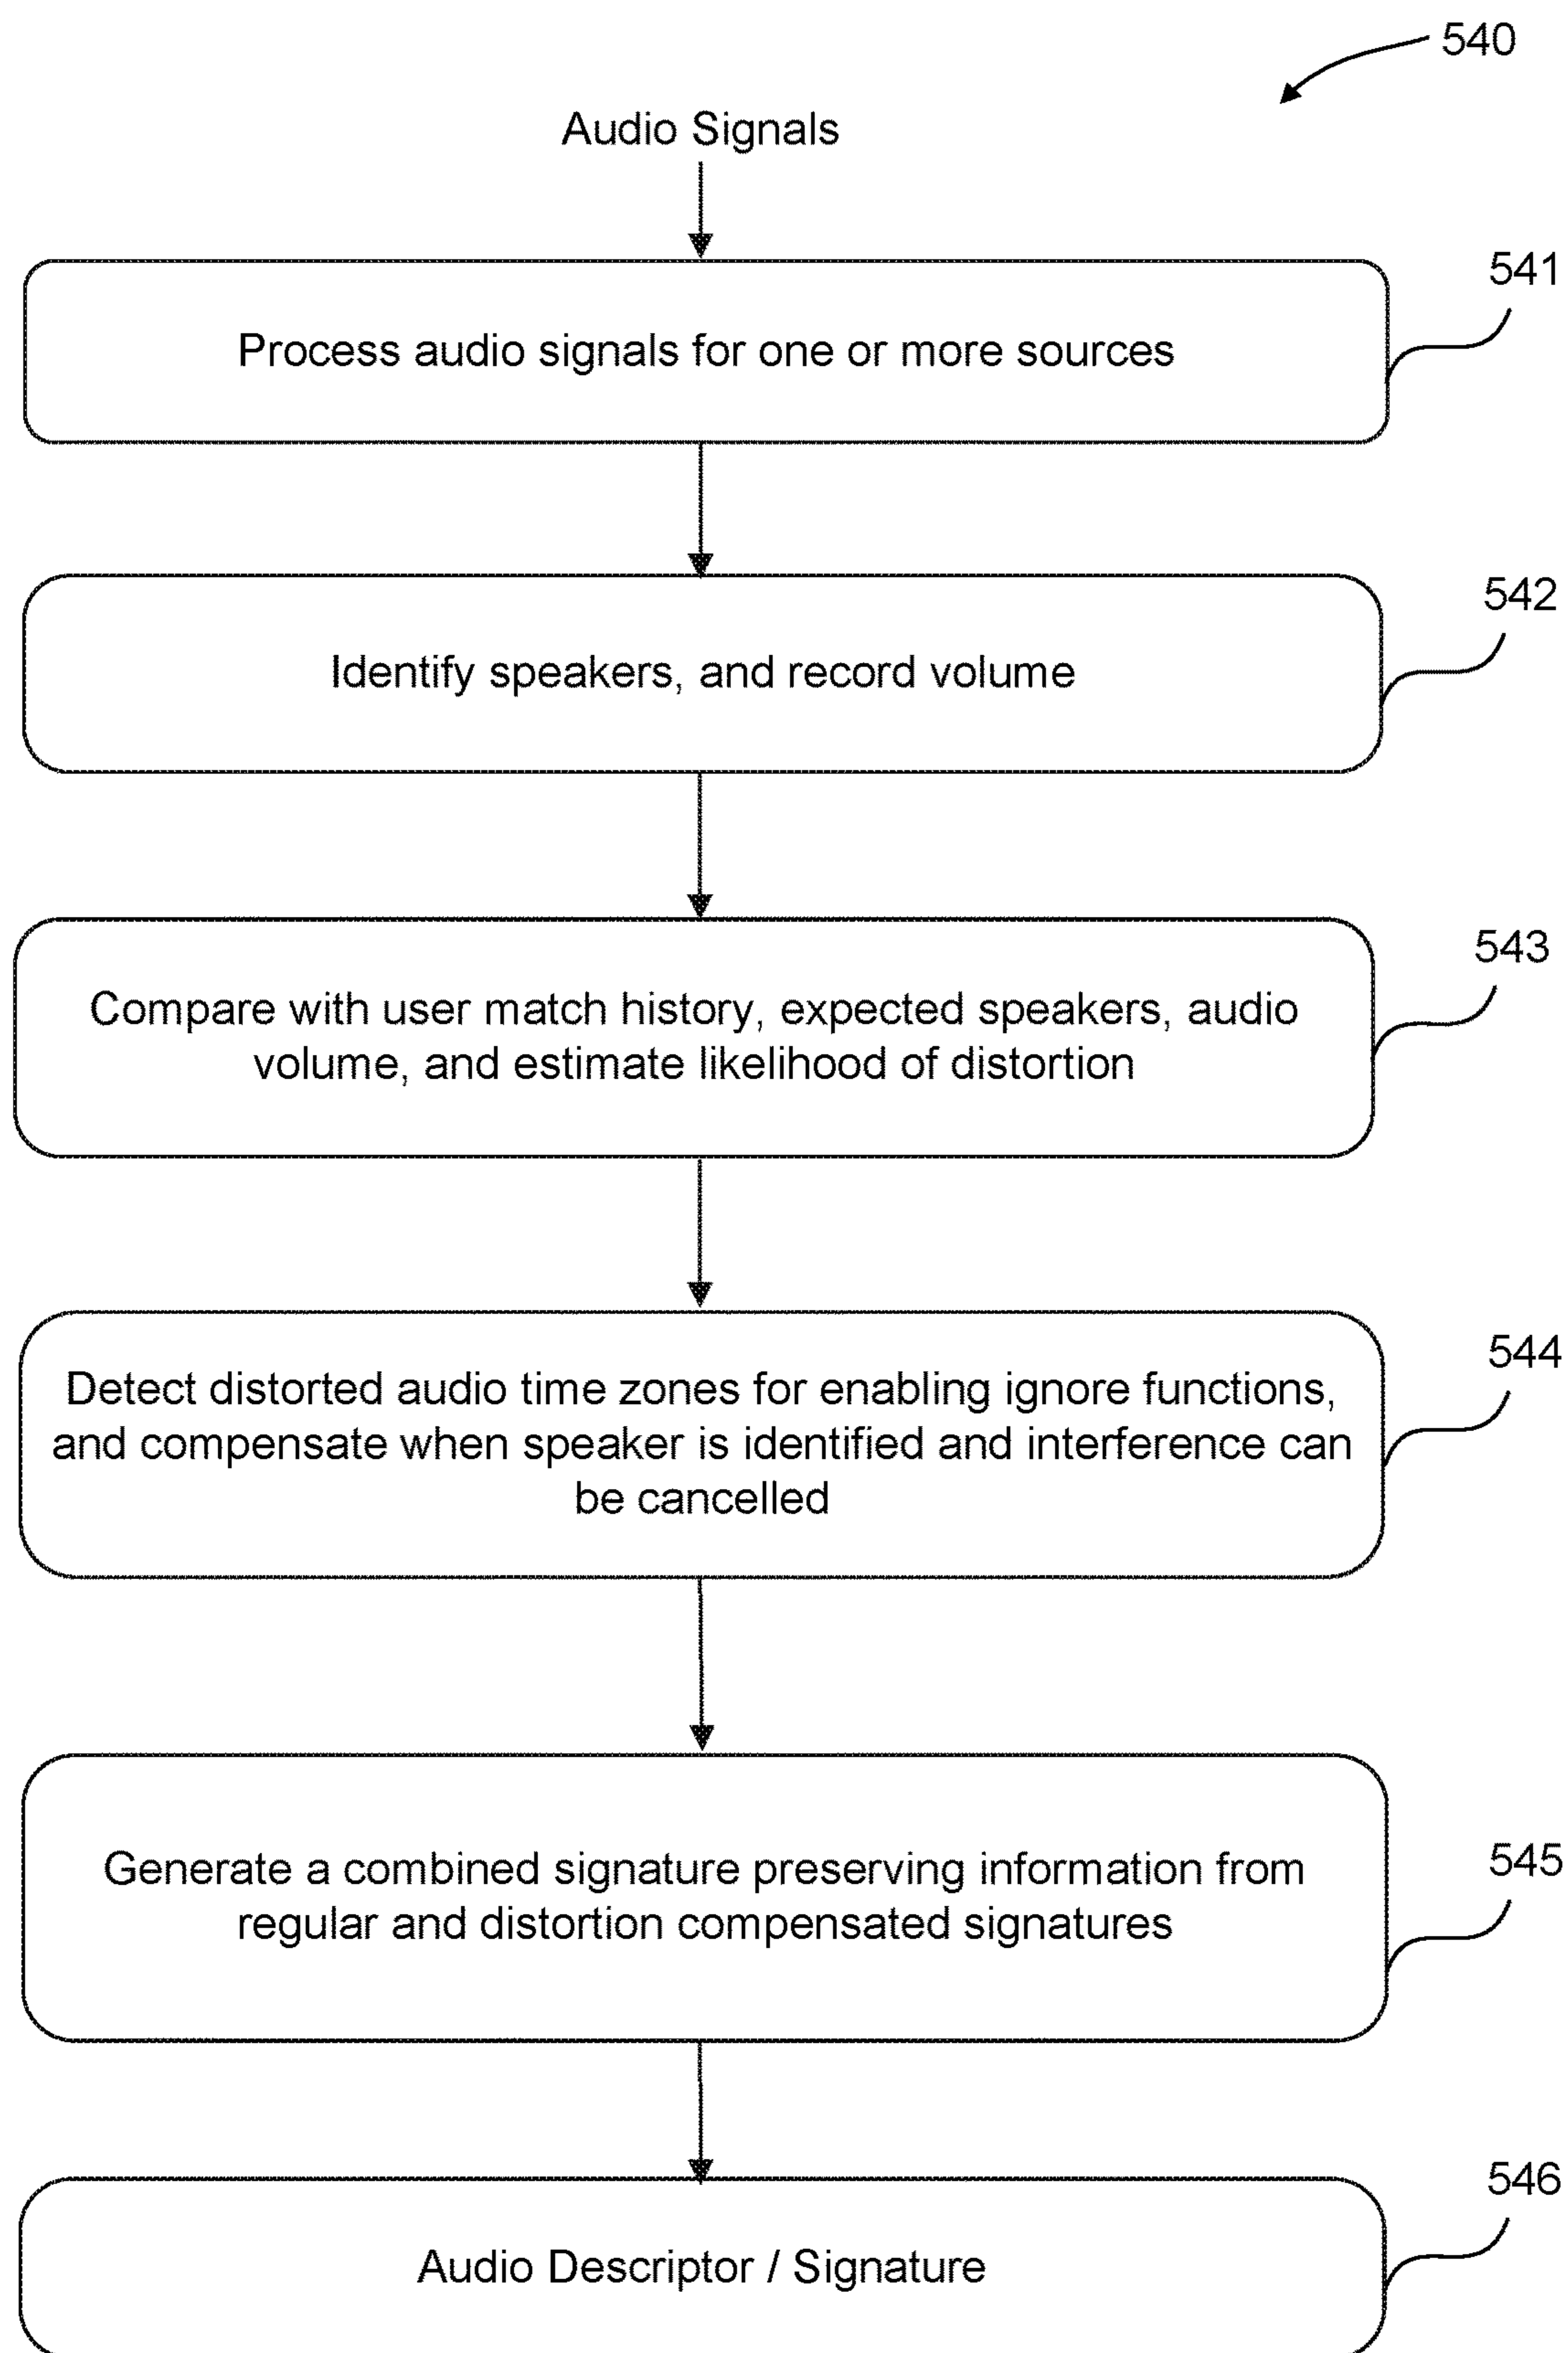 540
Audio Signals
541
Process audio signals for one or more sources
542
Identify speakers, and record volume
543
Compare with user match history, expected speakers, audio
volume, and estimate likelihood of distortion
544
Detect distorted audio time zones for enabling ignore functions,
and compensate when speaker is identified and interference can
be cancelled
545
Generate a combined signature preserving information from
regular and distortion compensated signatures
546
Audio Descriptor / Signature